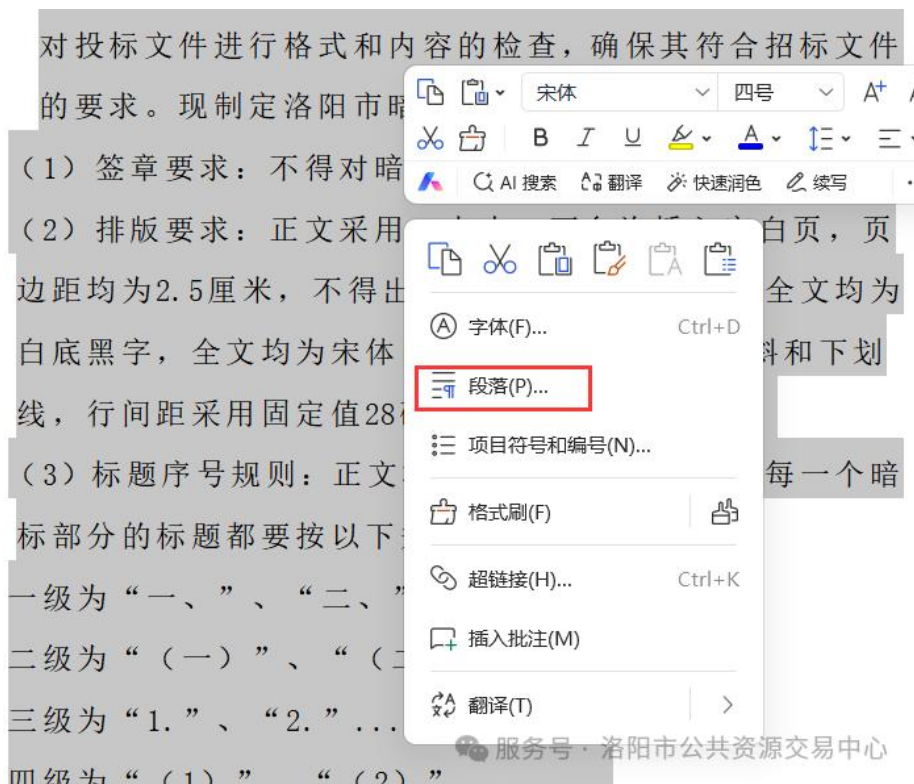 对投标文件进行格式和内容的检查，确保其符合招标文件
的要求。现制定洛阳市暗
宋体
四号
A+
B I U A
AI 搜索 翻译 快速润色 续写
（1）签章要求：不得对暗
（2）排版要求：正文采用
白页，页
边距均为2.5厘米，不得出
全文均为
字体(F)... Ctrl+D
白底黑字，全文均为宋体
和下划
段落(P)...
线，行间距采用固定值28
项目符号和编号(N)...
（3）标题序号规则：正文
每一个暗
格式刷(F)
标部分的标题都要按以下
超链接(H)... Ctrl+K
一级为“一、”、“二、”
插入批注(M)
二级为“（一）”、“（
翻译(T)
三级为“1.”、“2.”...
服务号 · 洛阳市公共资源交易中心
四级为“（1）”、“（2）”